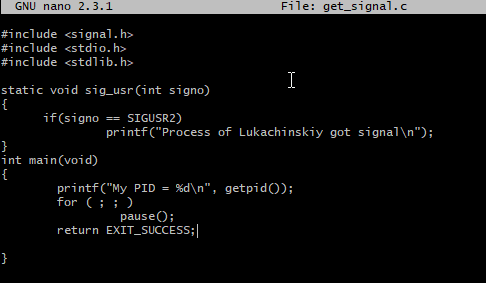 GNU nano 2.3.1 File: get_signal.c
#include <signal.h>
#include <stdio.h>
#include <stdlib.h>
static void sig_usr(int signo)
{
if(signo == SIGUSR2)
printf("Process of Lukachinskiy got signal\n");
}
int main(void)
{
printf("My PID = %d\n", getpid());
for ( ; ; )
pause();
return EXIT_SUCCESS;
}